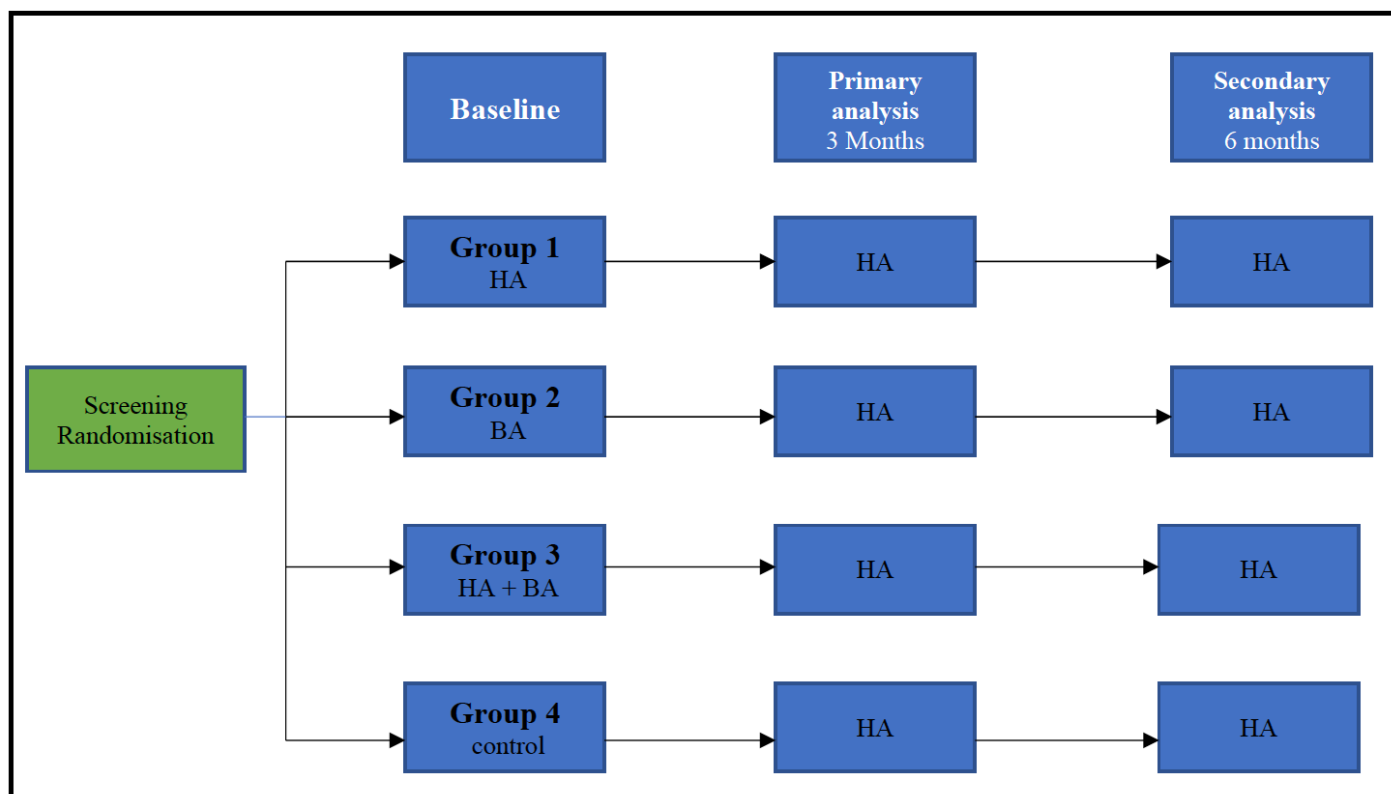 Baseline
Primary
analysis
3 Months
Secondary
analysis
6 months
Group 1
HA
HA
HA
Screening
Randomisation
Group 2
BA
HA
HA
Group 3
HA + BA
HA
HA
Group 4
control
HA
HA